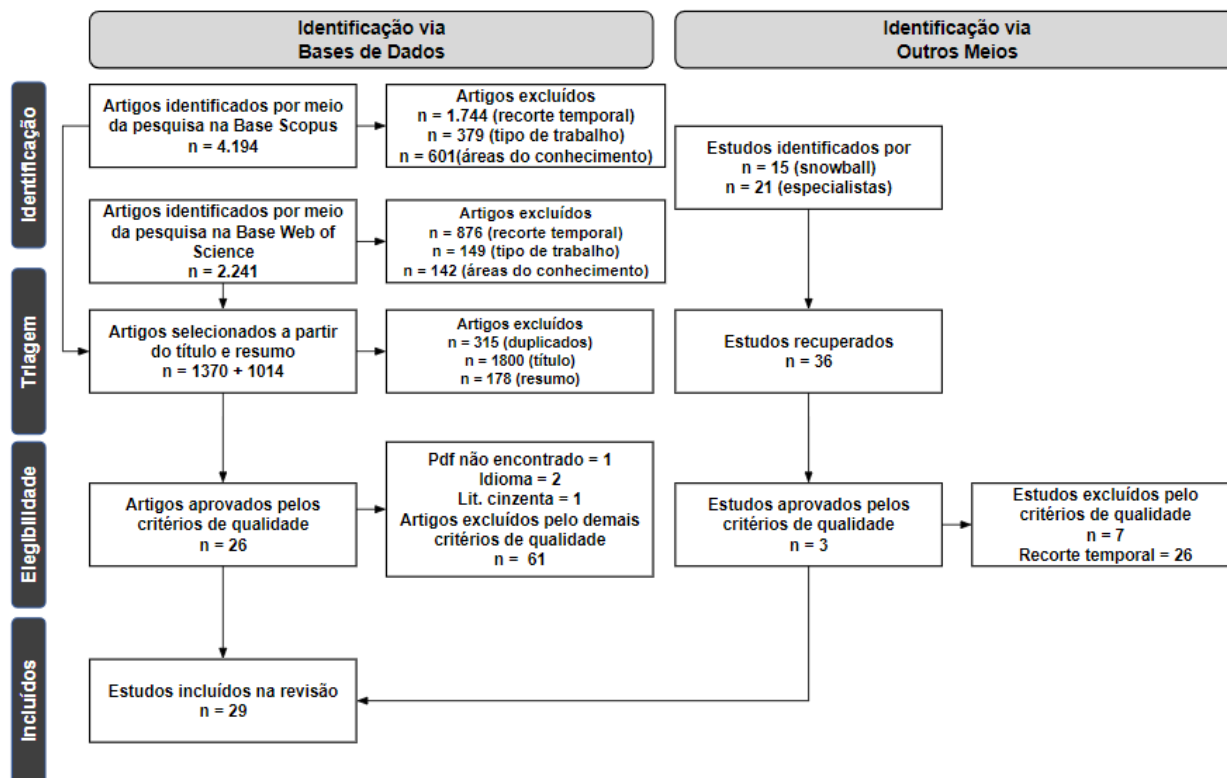 Identificação via
Bases de Dados
Identificação via
Outros Meios
Identificação
Artigos identificados por meio
da pesquisa na Base Scopus
n = 4.194
Artigos excluídos
n = 1.744 (recorte temporal)
n = 379 (tipo de trabalho)
n = 601(áreas do conhecimento)
Estudos identificados por
n = 15 (snowball)
n = 21 (especialistas)
Artigos identificados por meio
da pesquisa na Base Web of
Science
n = 2.241
Artigos excluídos
n = 876 (recorte temporal)
n = 149 (tipo de trabalho)
n = 142 (áreas do conhecimento)
Triagem
Artigos selecionados a partir
do título e resumo
n = 1370 + 1014
Artigos excluídos
n = 315 (duplicados)
n = 1800 (título)
n = 178 (resumo)
Estudos recuperados
n = 36
Elegibilidade
Artigos aprovados pelos
critérios de qualidade
n = 26
Pdf não encontrado = 1
Idioma = 2
Lit. cinzenta = 1
Artigos excluídos pelo demais
critérios de qualidade
n = 61
Estudos aprovados pelos
critérios de qualidade
n = 3
Estudos excluídos pelo
critérios de qualidade
n = 7
Recorte temporal = 26
Incluídos
Estudos incluídos na revisão
n = 29